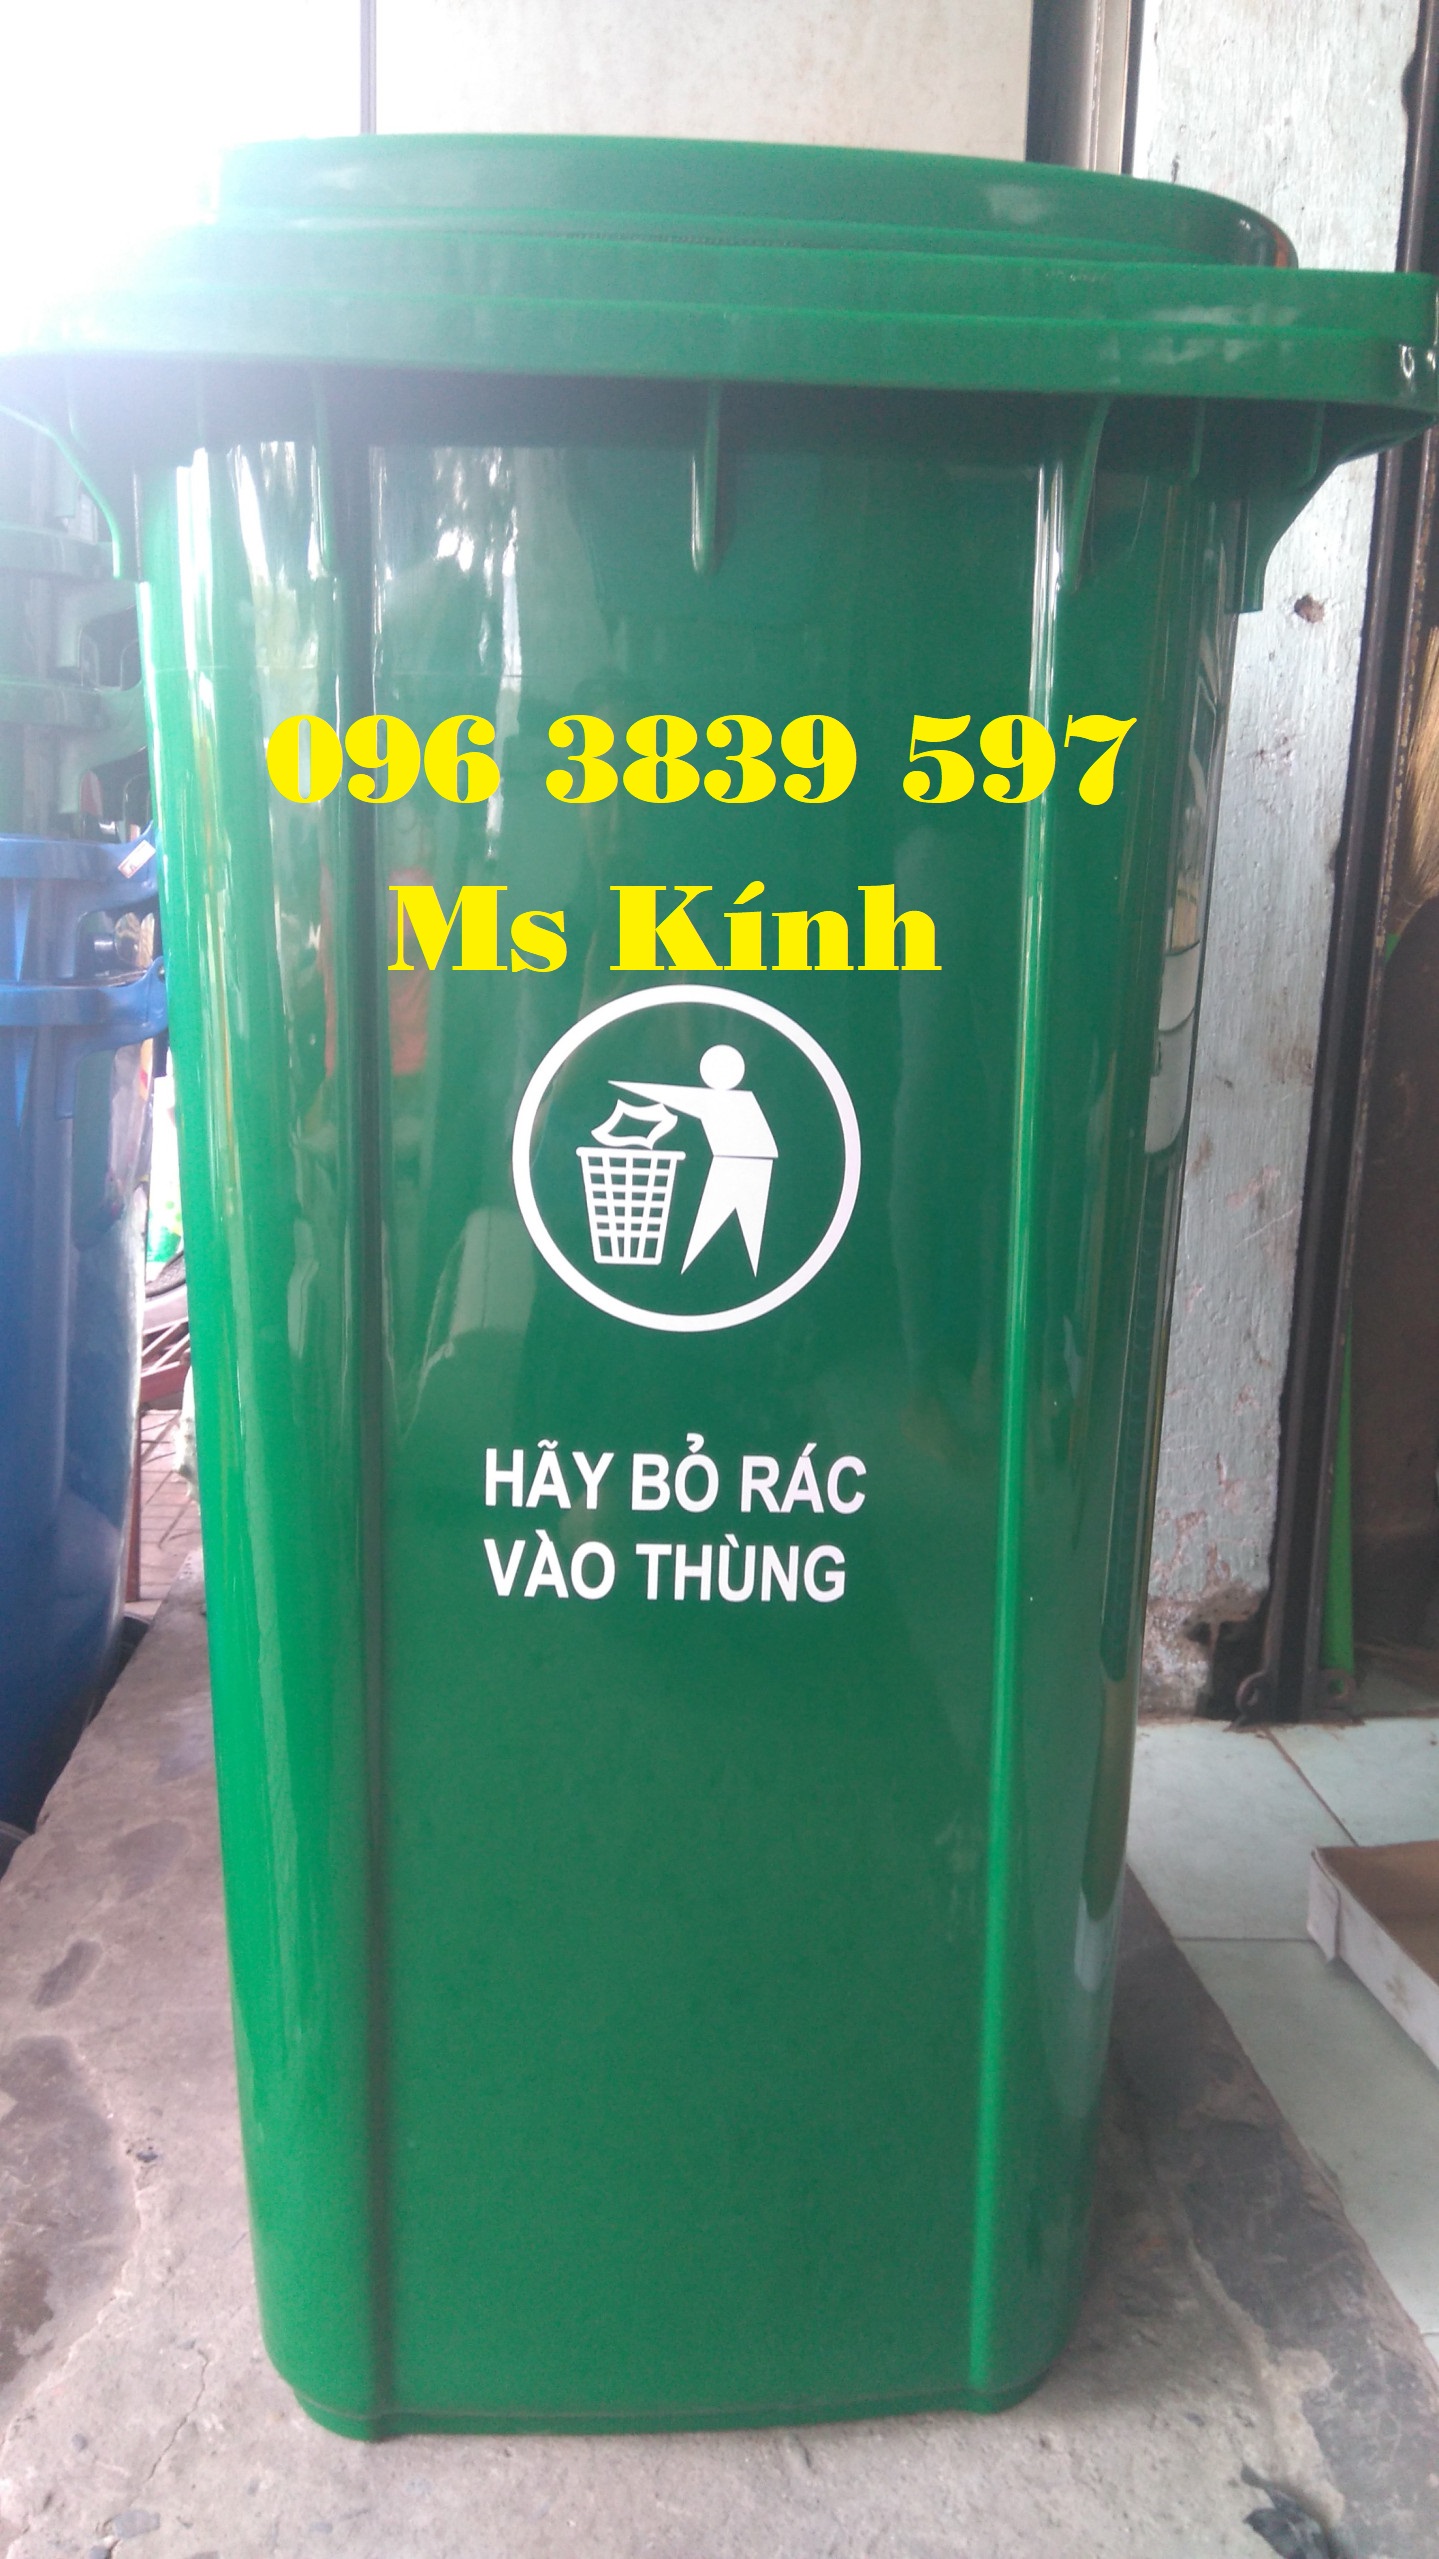 096 3839 597
Ms Kính
HÃY BỎ RÁC
VÀO THÙNG